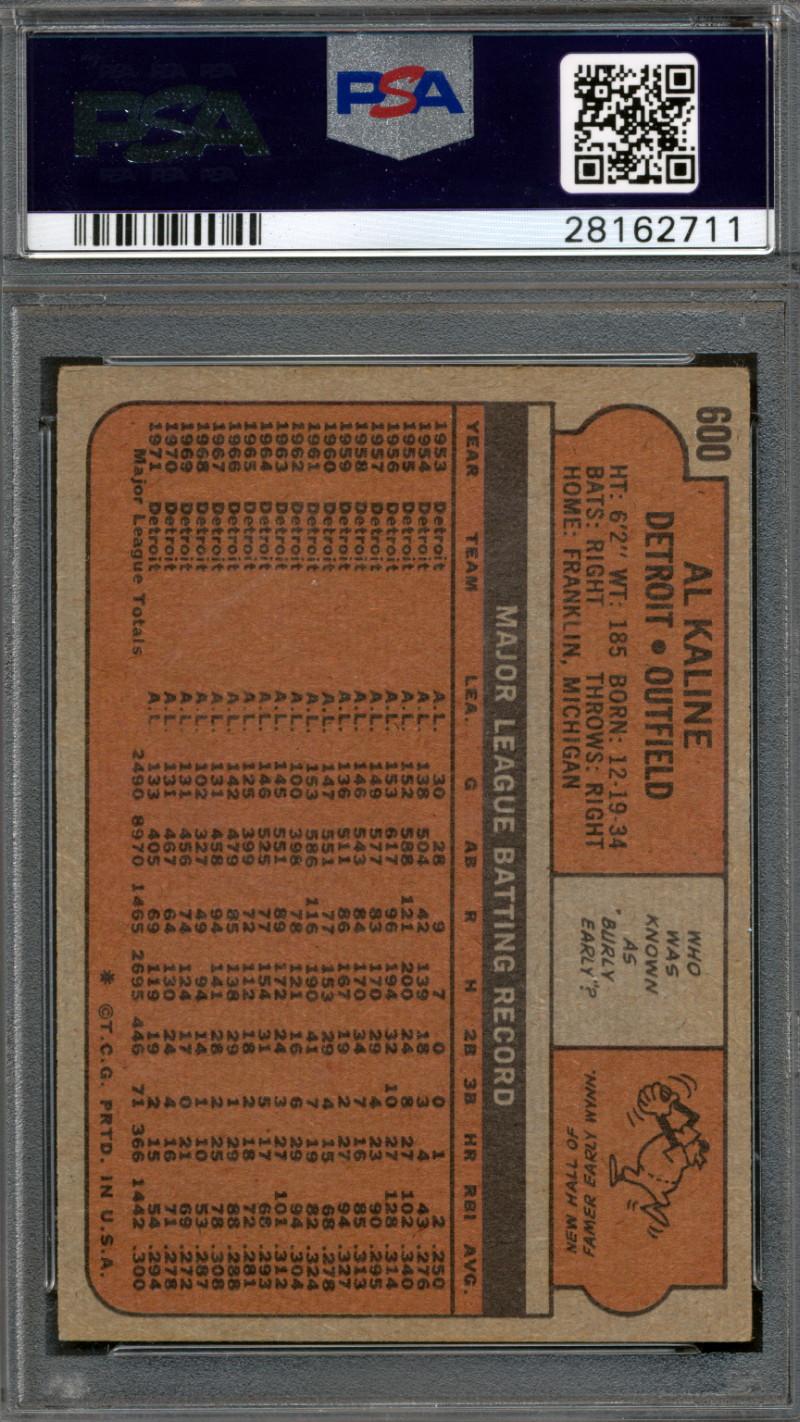 PSA
PSA
28162711
600
AL KALINE
DETROIT • OUTFIELD
HT: 6'2" WT: 185 BORN: 12-19-34
BATS: RIGHT THROWS: RIGHT
HOME: FRANKLIN, MICHIGAN
WHO
WAS
KNOWN
AS
"BURLY
EARLY"?
NEW HALL OF
FAMER EARLY WYNN.
MAJOR LEAGUE BATTING RECORD
YEAR TEAM LEA. G AB R H 2B 3B HR RBI AVG.
1953 Detroit A.L. 30 28 9 7 0 0 1 2 .250
1954 Detroit A.L. 138 504 42 139 18 3 4 43 .276
1955 Detroit A.L. 152 588 121 200 24 8 27 102 .340
1956 Detroit A.L. 153 617 96 194 32 10 27 128 .314
1957 Detroit A.L. 149 577 83 170 29 4 23 90 .295
1958 Detroit A.L. 146 543 84 170 34 7 16 85 .313
1959 Detroit A.L. 136 511 86 167 19 2 27 94 .327
1960 Detroit A.L. 147 551 77 153 29 4 15 68 .278
1961 Detroit A.L. 153 586 116 190 41 7 19 82 .324
1962 Detroit A.L. 100 398 78 121 16 6 29 94 .304
1963 Detroit A.L. 145 551 89 172 24 3 27 101 .312
1964 Detroit A.L. 146 525 77 154 31 5 17 68 .293
1965 Detroit A.L. 125 399 72 112 18 2 18 72 .281
1966 Detroit A.L. 142 479 85 138 29 1 29 88 .288
1967 Detroit A.L. 131 458 94 141 28 2 25 78 .308
1968 Detroit A.L. 102 327 49 94 14 1 10 53 .287
1969 Detroit A.L. 131 456 74 124 17 0 21 69 .272
1970 Detroit A.L. 131 467 64 130 24 4 16 71 .278
1971 Detroit A.L. 133 405 69 119 19 2 15 54 .294
Major League Totals 2490 8970 1465 2695 446 71 366 1442 .300
* ©T.C.G. PRTD. IN U.S.A.